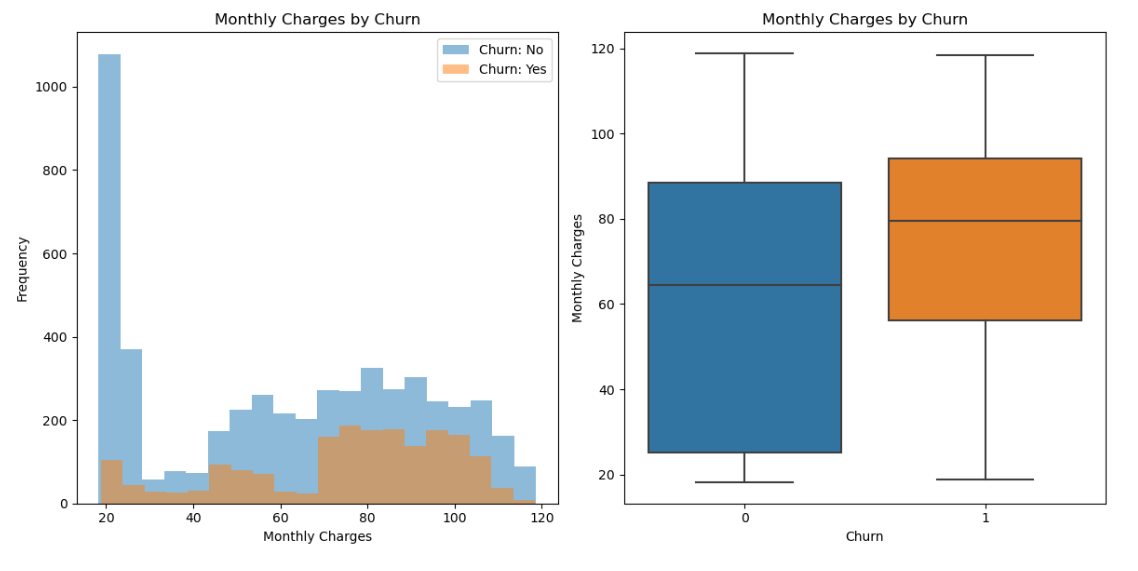 Monthly Charges by Churn
Churn: No
Churn: Yes
1000
800
600
400
200
0
Frequency
20 40 60 80 100 120
Monthly Charges
Monthly Charges by Churn
120
100
80
60
40
20
Monthly Charges
0 1
Churn